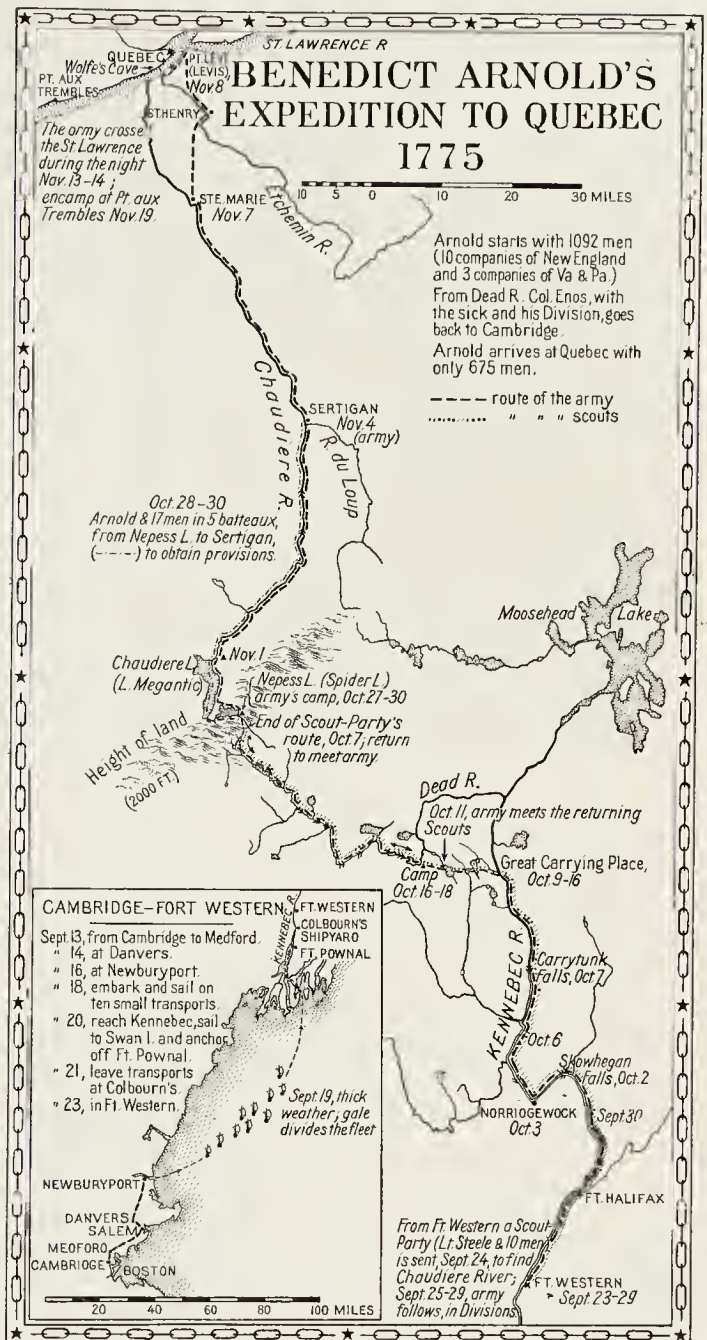 ST. LAWRENCE R
QUEBEC
Wolfe's Cove
PT. LEVI
(LEVIS)
Nov. 8
PT. AUX
TREMBLES
BENEDICT ARNOLD'S
EXPEDITION TO QUEBEC
1775
ST. HENRY
The army crosse
the St Lawrence
during the night
Nov. 13-14;
encamp at Pt. aux
Trembles Nov. 19.
STE. MARIE
Nov. 7
Etchemin R.
10 5 0 10 20 30 MILES
Arnold starts with 1092 men
(10 companies of New England
and 3 companies of Va & Pa.)
From Dead R. Col. Enos, with
the sick and his Division, goes
back to Cambridge.
Arnold arrives at Quebec with
only 675 men.
route of the army
" " " scouts
Chaudiere R.
SERTIGAN
Nov. 4
(army)
R. du Loup
Oct. 28-30
Arnold & 17 men in 5 batteaux,
from Nepess L. to Sertigan,
(-·-·-) to obtain provisions.
Moosehead Lake
Chaudiere L.
(L. Megantic)
Nov. 1
Nepess L. (Spider L.)
army's camp, Oct. 27-30
End of Scout-Party's
route, Oct. 7; return
to meet army.
Height of land
(2000 FT.)
Dead R.
Oct. 11, army meets the returning
Scouts
Camp
Oct. 16-18
Great Carrying Place,
Oct. 9-16
KENNEBEC R.
Carrytunk
Falls, Oct. 7
Oct. 6
Skowhegan
Falls, Oct. 2
NORRIDGEWOCK
Oct. 3
Sept. 30
FT. HALIFAX
From Ft. Western a Scout
Party (Lt. Steele & 10 men)
is sent, Sept. 24, to find
Chaudiere River;
Sept. 25-29, army
follows, in Divisions.
FT. WESTERN
Sept. 23-29
CAMBRIDGE-FORT WESTERN
Sept. 13, from Cambridge to Medford.
" 14, at Danvers.
" 16, at Newburyport.
" 18, embark and sail on
ten small transports.
" 20, reach Kennebec, sail
to Swan I. and anchor
off Ft. Pownal.
" 21, leave transports
at Colbourn's.
" 23, in Ft. Western.
KENNEBEC R.
FT. WESTERN
COLBOURN'S
SHIPYARO
FT. POWNAL
Sept. 19, thick
weather; gale
divides the fleet
NEWBURYPORT
DANVERS
SALEM
MEDFORO
CAMBRIDGE
BOSTON
20 40 60 80 100 MILES